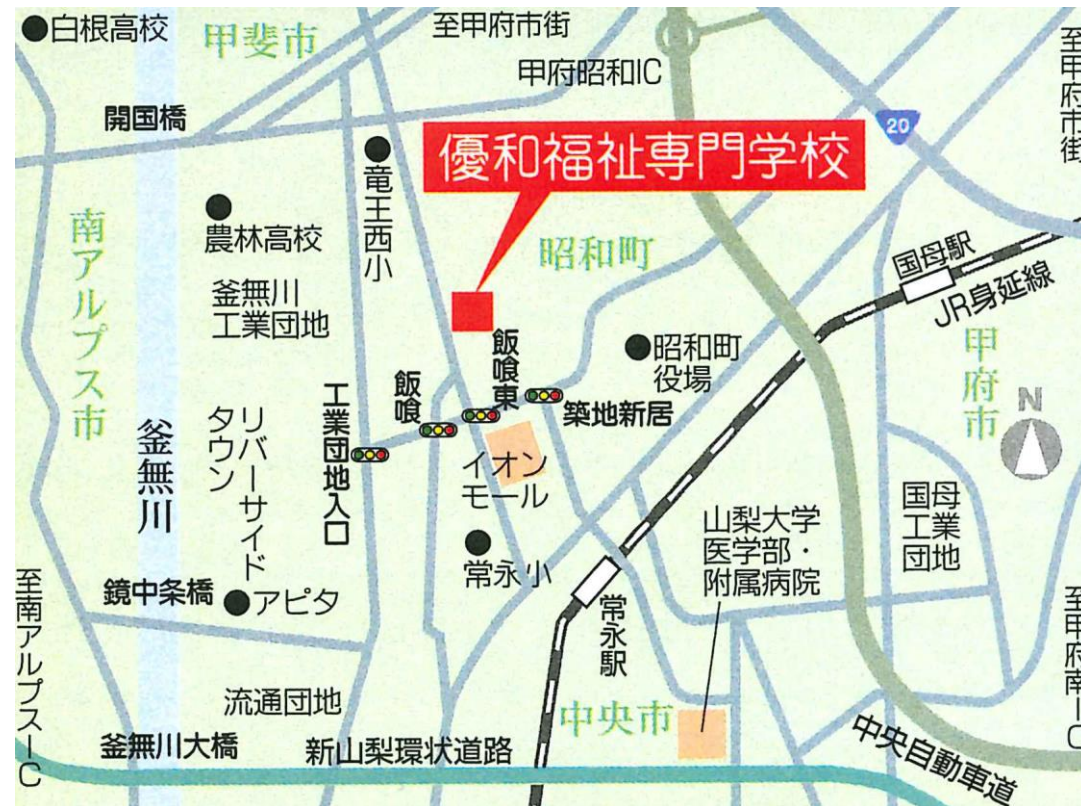 白根高校
甲斐市
至甲府市街
甲府昭和IC
至甲府市街
開国橋
20
優和福祉専門学校
竜王西小
農林高校
南アルプス市
昭和町
国母駅
JR身延線
釜無川
工業団地
甲府市
昭和町
役場
飯喰東
飯喰
築地新居
N
工業団地入口
リバーサイド
タウン
釜無川
イオン
モール
国母
工業
団地
山梨大学
医学部・
附属病院
常永小
至南アルプスIC
鏡中条橋
アピタ
常永駅
至甲府南IC
流通団地
中央市
釜無川大橋
新山梨環状道路
中央自動車道